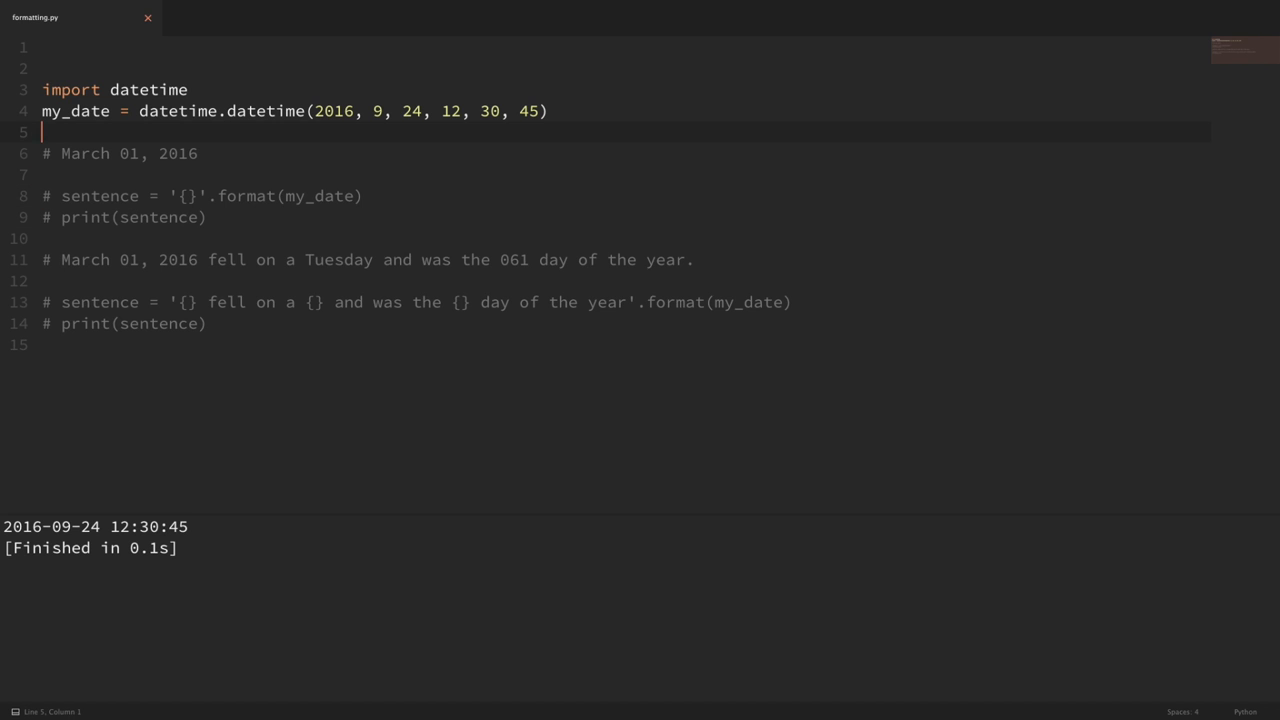 formatting.py
1
2
3 import datetime
4 my_date = datetime.datetime(2016, 9, 24, 12, 30, 45)
5
6 # March 01, 2016
7
8 # sentence = '{}'.format(my_date)
9 # print(sentence)
10
11 # March 01, 2016 fell on a Tuesday and was the 061 day of the year.
12
13 # sentence = '{} fell on a {} and was the {} day of the year'.format(my_date)
14 # print(sentence)
15
2016-09-24 12:30:45
[Finished in 0.1s]
Line 5, Column 1 Spaces: 4 Python